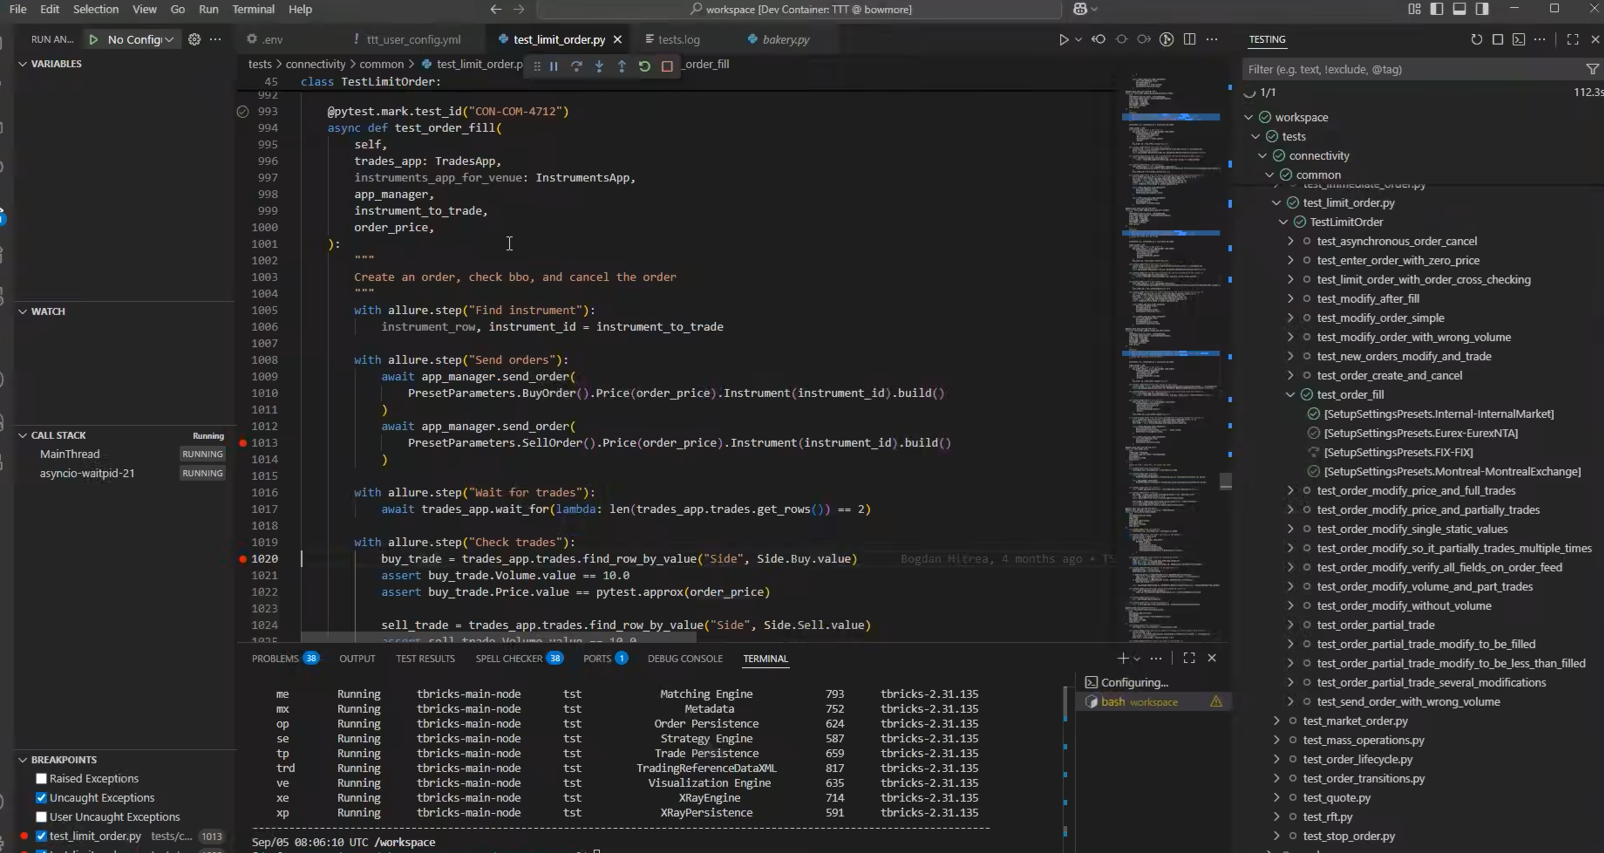 File Edit Selection View Go Run Terminal Help
workspace [Dev Container: TTT @ bowmore]
RUN AN... No Config
.env ttt_user_config.yml test_limit_order.py tests.log bakery.py
TESTING
VARIABLES
WATCH
CALL STACK Running
MainThread RUNNING
asyncio-waitpid-21 RUNNING
BREAKPOINTS
Raised Exceptions
Uncaught Exceptions
User Uncaught Exceptions
test_limit_order.py tests/c... 1013
tests > connectivity > common > test_limit_order.p _order_fill
45 class TestLimitOrder:
992
993 @pytest.mark.test_id("CON-COM-4712")
994 async def test_order_fill(
995 self,
996 trades_app: TradesApp,
997 instruments_app_for_venue: InstrumentsApp,
998 app_manager,
999 instrument_to_trade,
1000 order_price,
1001 ):
1002 """
1003 Create an order, check bbo, and cancel the order
1004 """
1005 with allure.step("Find instrument"):
1006 instrument_row, instrument_id = instrument_to_trade
1007
1008 with allure.step("Send orders"):
1009 await app_manager.send_order(
1010 PresetParameters.BuyOrder().Price(order_price).Instrument(instrument_id).build()
1011 )
1012 await app_manager.send_order(
1013 PresetParameters.SellOrder().Price(order_price).Instrument(instrument_id).build()
1014 )
1015
1016 with allure.step("Wait for trades"):
1017 await trades_app.wait_for(lambda: len(trades_app.trades.get_rows()) == 2)
1018
1019 with allure.step("Check trades"):
1020 buy_trade = trades_app.trades.find_row_by_value("Side", Side.Buy.value) Bogdan Hitrea, 4 months ago • T5
1021 assert buy_trade.Volume.value == 10.0
1022 assert buy_trade.Price.value == pytest.approx(order_price)
1023
1024 sell_trade = trades_app.trades.find_row_by_value("Side", Side.Sell.value)
1025 assert sell_trade.Volume.value == 10.0
PROBLEMS 38 OUTPUT TEST RESULTS SPELL CHECKER 38 PORTS 1 DEBUG CONSOLE TERMINAL
me Running tbricks-main-node tst Matching Engine 793 tbricks-2.31.135
mx Running tbricks-main-node tst Metadata 752 tbricks-2.31.135
op Running tbricks-main-node tst Order Persistence 624 tbricks-2.31.135
se Running tbricks-main-node tst Strategy Engine 587 tbricks-2.31.135
tp Running tbricks-main-node tst Trade Persistence 659 tbricks-2.31.135
trd Running tbricks-main-node tst TradingReferenceDataXML 817 tbricks-2.31.135
ve Running tbricks-main-node tst Visualization Engine 635 tbricks-2.31.135
xe Running tbricks-main-node tst XRayEngine 714 tbricks-2.31.135
xp Running tbricks-main-node tst XRayPersistence 591 tbricks-2.31.135
Sep/05 08:06:10 UTC /workspace
Configuring...
bash workspace
Filter (e.g. text, !exclude, @tag)
1/1 112.3s
workspace
tests
connectivity
common
test_immediate_order.py
test_limit_order.py
TestLimitOrder
test_asynchronous_order_cancel
test_enter_order_with_zero_price
test_limit_order_with_order_cross_checking
test_modify_after_fill
test_modify_order_simple
test_modify_order_with_wrong_volume
test_new_orders_modify_and_trade
test_order_create_and_cancel
test_order_fill
[SetupSettingsPresets.Internal-InternalMarket]
[SetupSettingsPresets.Eurex-EurexNTA]
[SetupSettingsPresets.FIX-FIX]
[SetupSettingsPresets.Montreal-MontrealExchange]
test_order_modify_price_and_full_trades
test_order_modify_price_and_partially_trades
test_order_modify_single_static_values
test_order_modify_so_it_partially_trades_multiple_times
test_order_modify_verify_all_fields_on_order_feed
test_order_modify_volume_and_part_trades
test_order_modify_without_volume
test_order_partial_trade
test_order_partial_trade_modify_to_be_filled
test_order_partial_trade_modify_to_be_less_than_filled
test_order_partial_trade_several_modifications
test_send_order_with_wrong_volume
test_market_order.py
test_mass_operations.py
test_order_lifecycle.py
test_order_transitions.py
test_quote.py
test_rft.py
test_stop_order.py